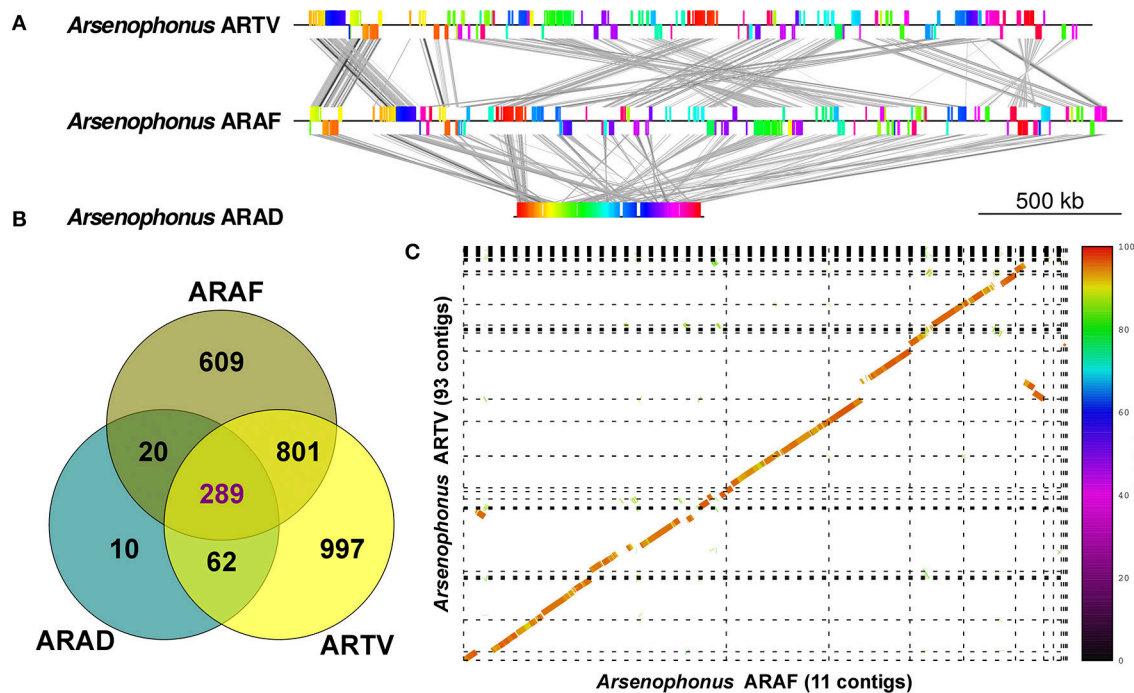 A
Arsenophonus ARTV
Arsenophonus ARAF
Arsenophonus ARAD
500 kb
B
ARAF
609
20
801
289
10
62
997
ARAD
ARTV
C
Arsenophonus ARTV (93 contigs)
Arsenophonus ARAF (11 contigs)
100
80
60
40
20
0